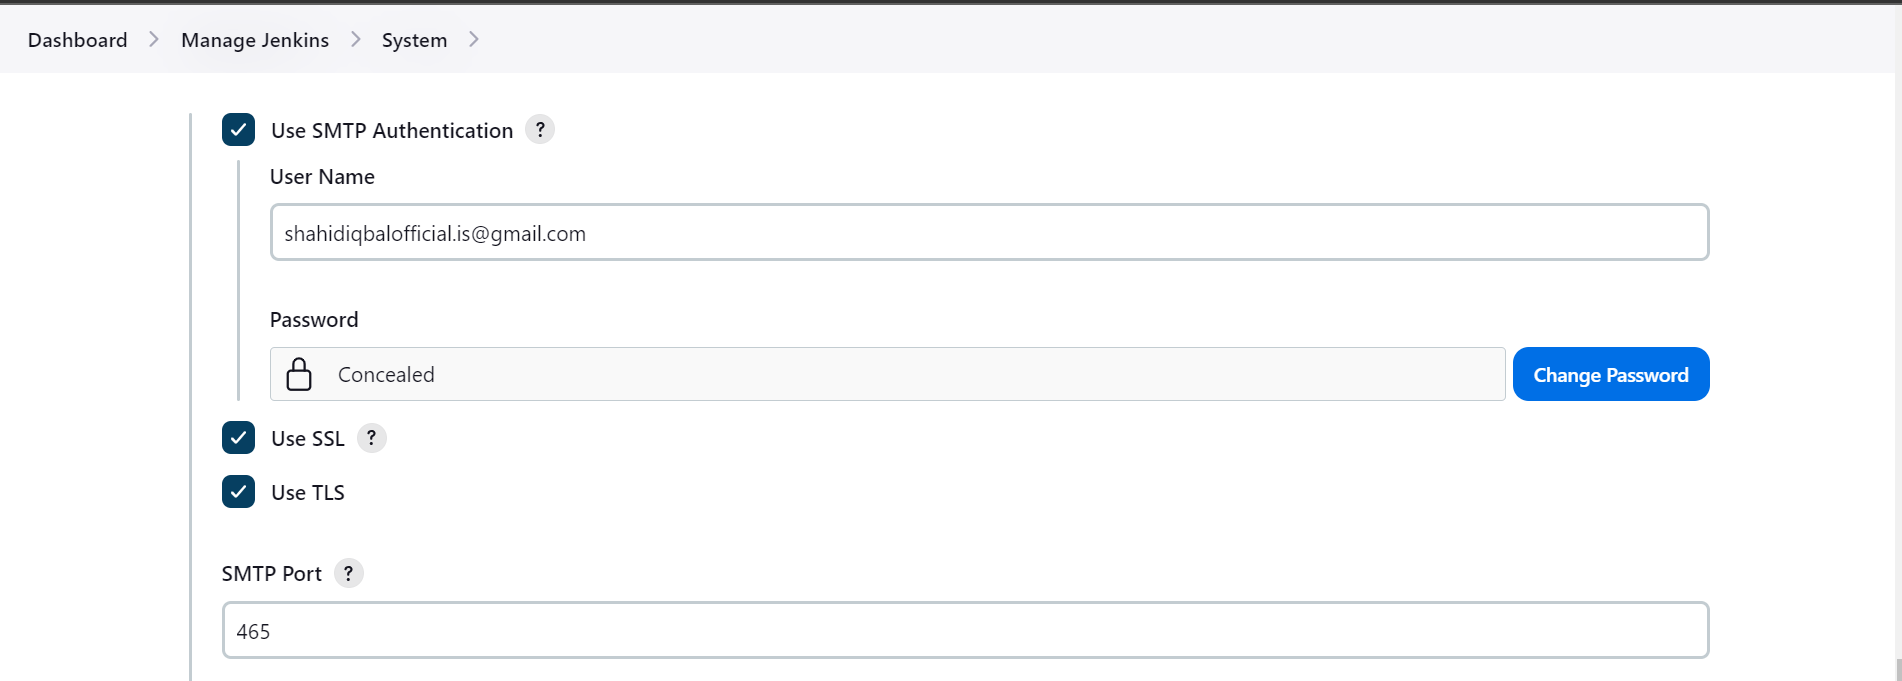 Dashboard > Manage Jenkins > System >
Use SMTP Authentication ?
User Name
shahidiqbalofficial.is@gmail.com
Password
Concealed Change Password
Use SSL ?
Use TLS
SMTP Port ?
465